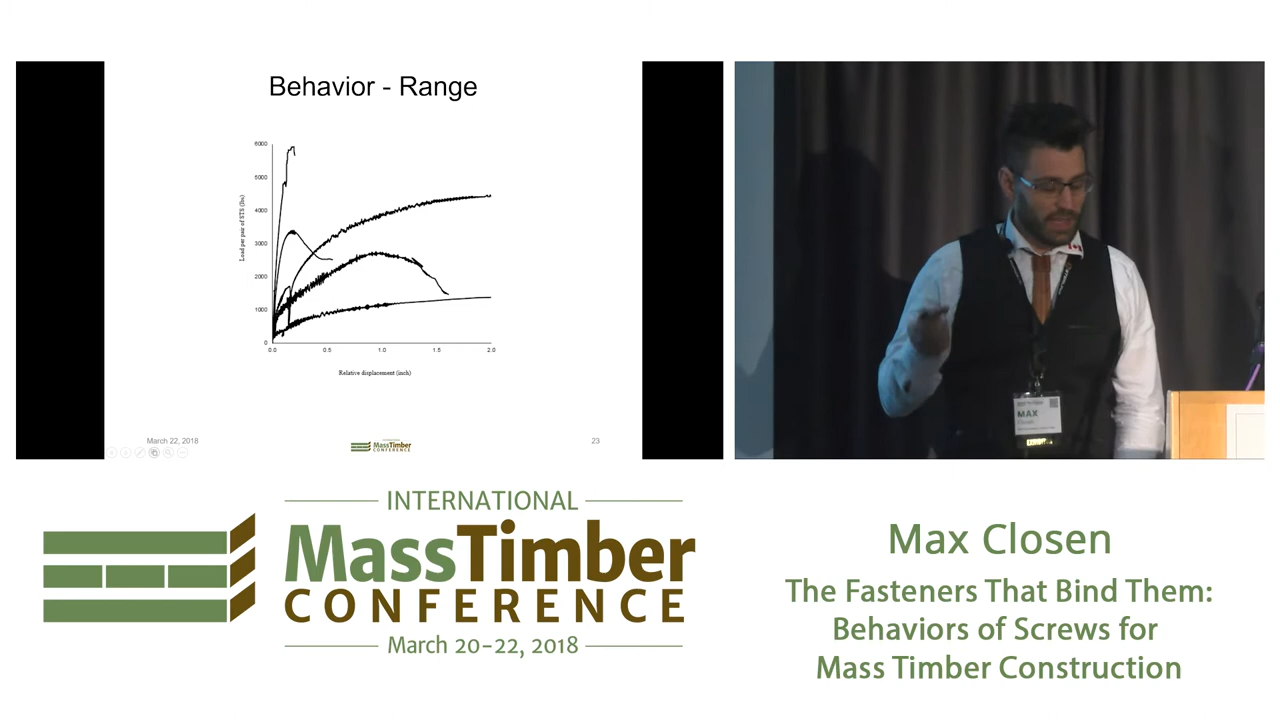 Behavior - Range
6000
5000
4000
3000
2000
1000
0
0.0 0.5 1.0 1.5 2.0
Load per pair of STS (lbs)
Relative displacement (inch)
March 22, 2018
MassTimber
CONFERENCE
23
MAX
Closen
INTERNATIONAL
MassTimber
CONFERENCE
March 20–22, 2018
Max Closen
The Fasteners That Bind Them:
Behaviors of Screws for
Mass Timber Construction